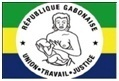 RÉPUBLIQUE GABONAISE
UNION • TRAVAIL • JUSTICE